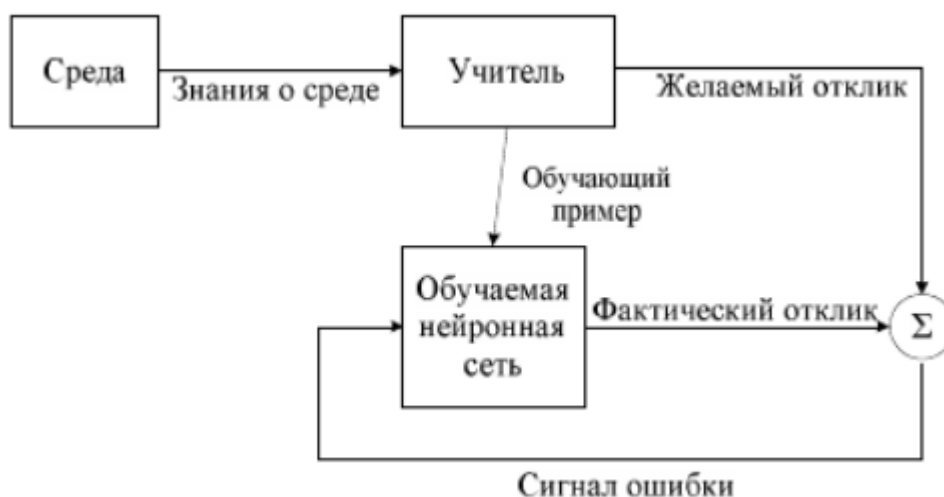 Среда
Знания о среде
Учитель
Желаемый отклик
Обучающий
пример
Обучаемая
нейронная
сеть
Фактический отклик
Σ
Сигнал ошибки